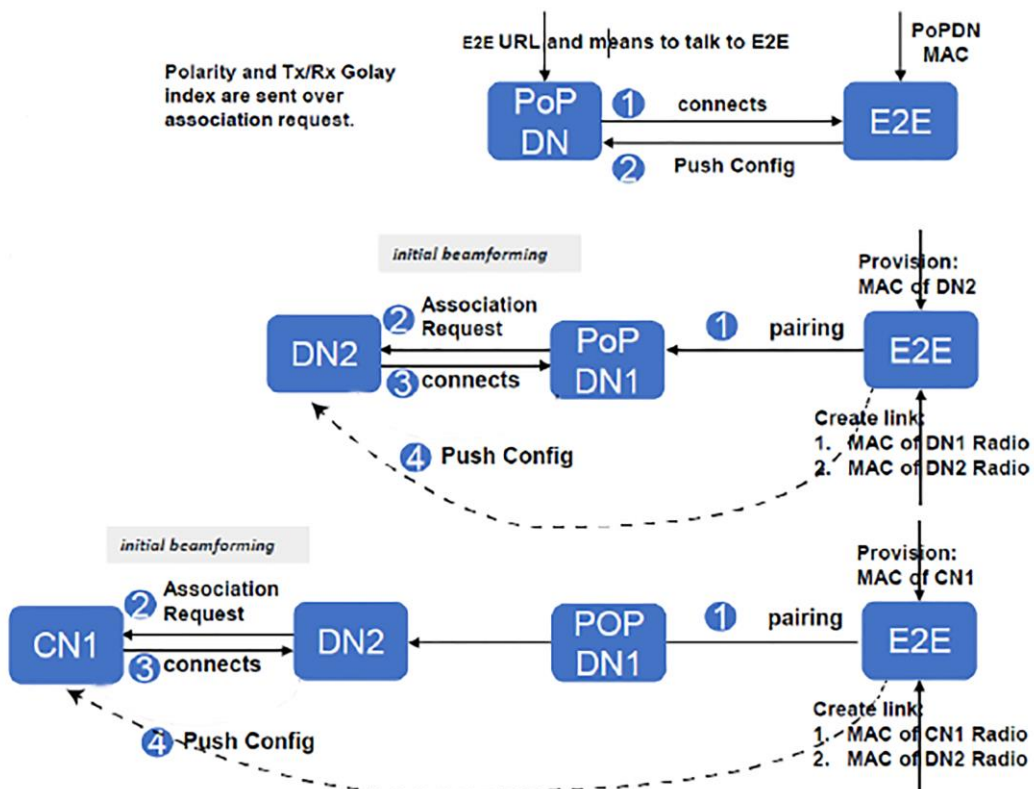 E2E URL and means to talk to E2E
PoPDN
MAC
Polarity and Tx/Rx Golay
index are sent over
association request.
PoP
DN
1
connects
E2E
2
Push Config
initial beamforming
Provision:
MAC of DN2
2
Association
Request
1
pairing
DN2
PoP
DN1
E2E
3
connects
Create link:
1. MAC of DN1 Radio
2. MAC of DN2 Radio
4
Push Config
initial beamforming
Provision:
MAC of CN1
2
Association
Request
1
pairing
CN1
DN2
POP
DN1
E2E
3
connects
Create link:
1. MAC of CN1 Radio
2. MAC of DN2 Radio
4
Push Config